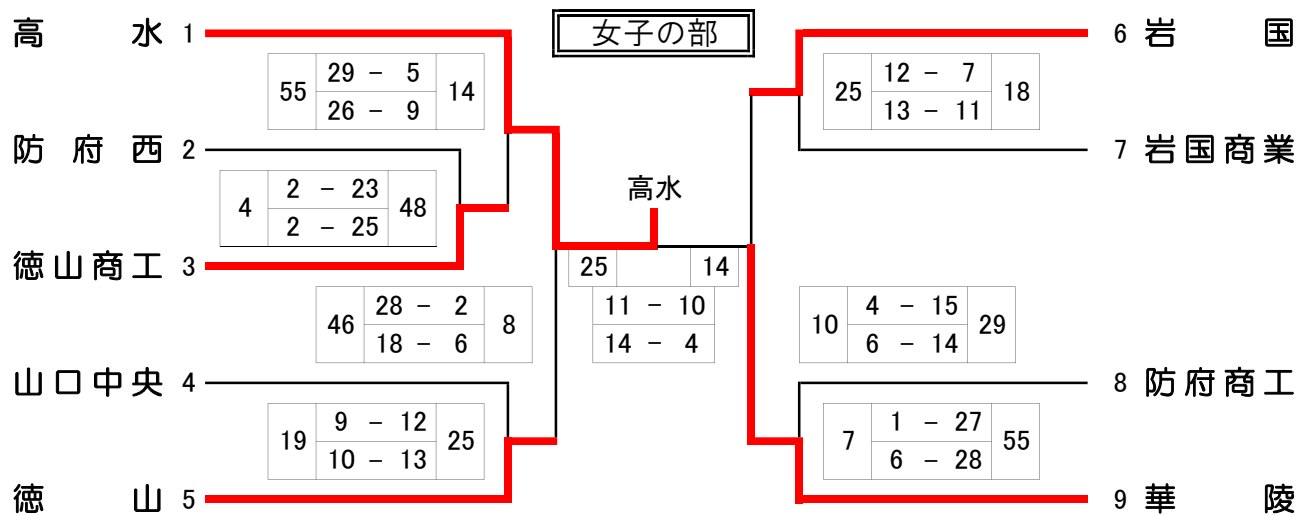 女子の部
高水 1
55 29 - 5 14
26 - 9
防府西 2
4 2 - 23 48
2 - 25
徳山商工 3
46 28 - 2 8
18 - 6
山口中央 4
19 9 - 12 25
10 - 13
徳山 5
高水
25 14
11 - 10
14 - 4
6 岩国
25 12 - 7 18
13 - 11
7 岩国商業
10 4 - 15 29
6 - 14
8 防府商工
7 1 - 27 55
6 - 28
9 華陵